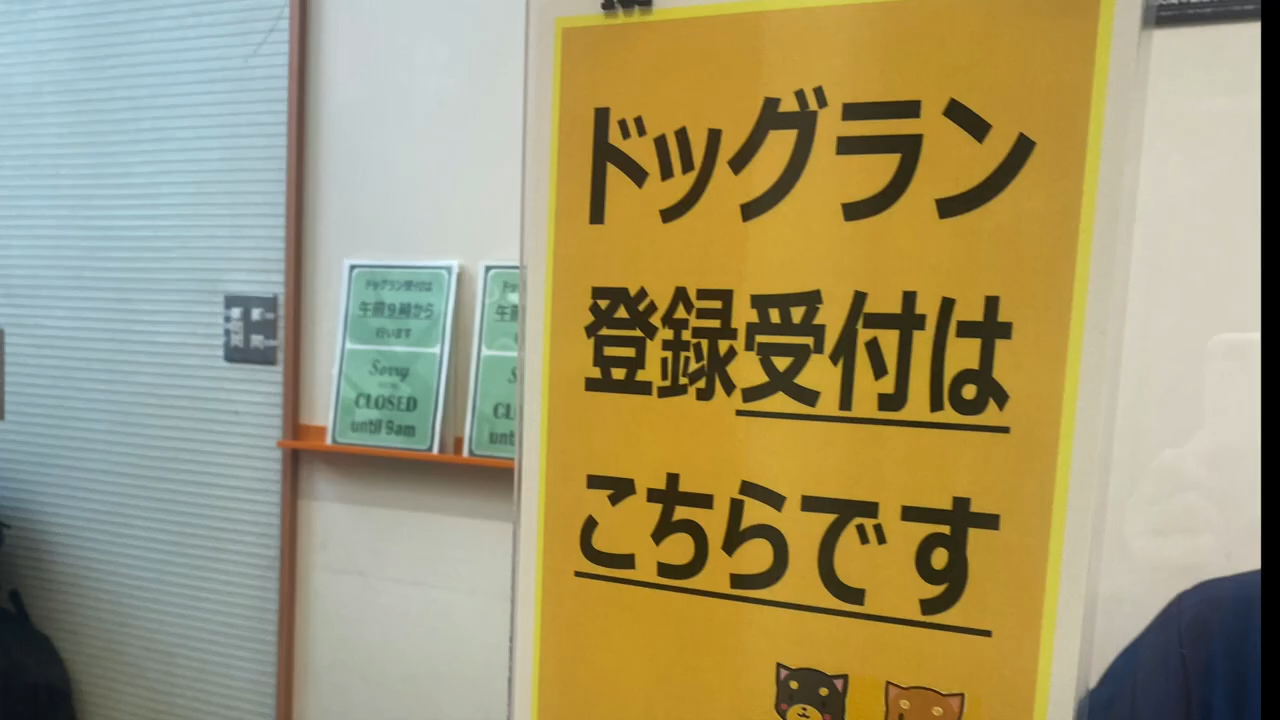 ドッグラン
登録受付は
こちらです
ドッグラン受付は
午前9時から
行います
Sorry
CLOSED
until 9am